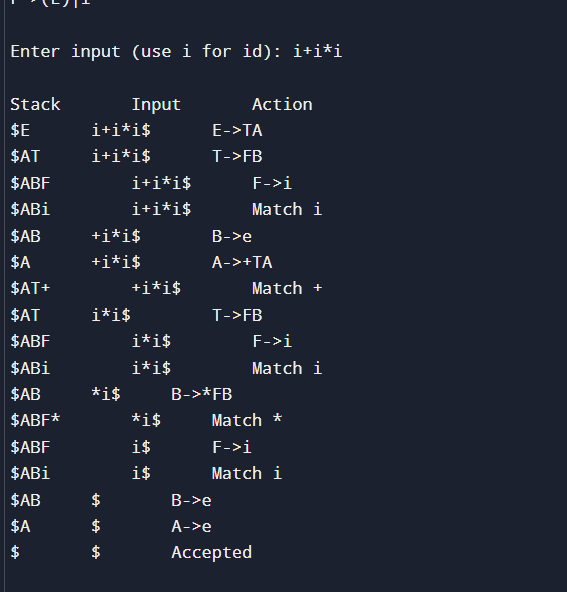 F->(E)|i
Enter input (use i for id): i+i*i
Stack Input Action
$E i+i*i$ E->TA
$AT i+i*i$ T->FB
$ABF i+i*i$ F->i
$ABi i+i*i$ Match i
$AB +i*i$ B->e
$A +i*i$ A->+TA
$AT+ +i*i$ Match +
$AT i*i$ T->FB
$ABF i*i$ F->i
$ABi i*i$ Match i
$AB *i$ B->*FB
$ABF* *i$ Match *
$ABF i$ F->i
$ABi i$ Match i
$AB $ B->e
$A $ A->e
$ $ Accepted